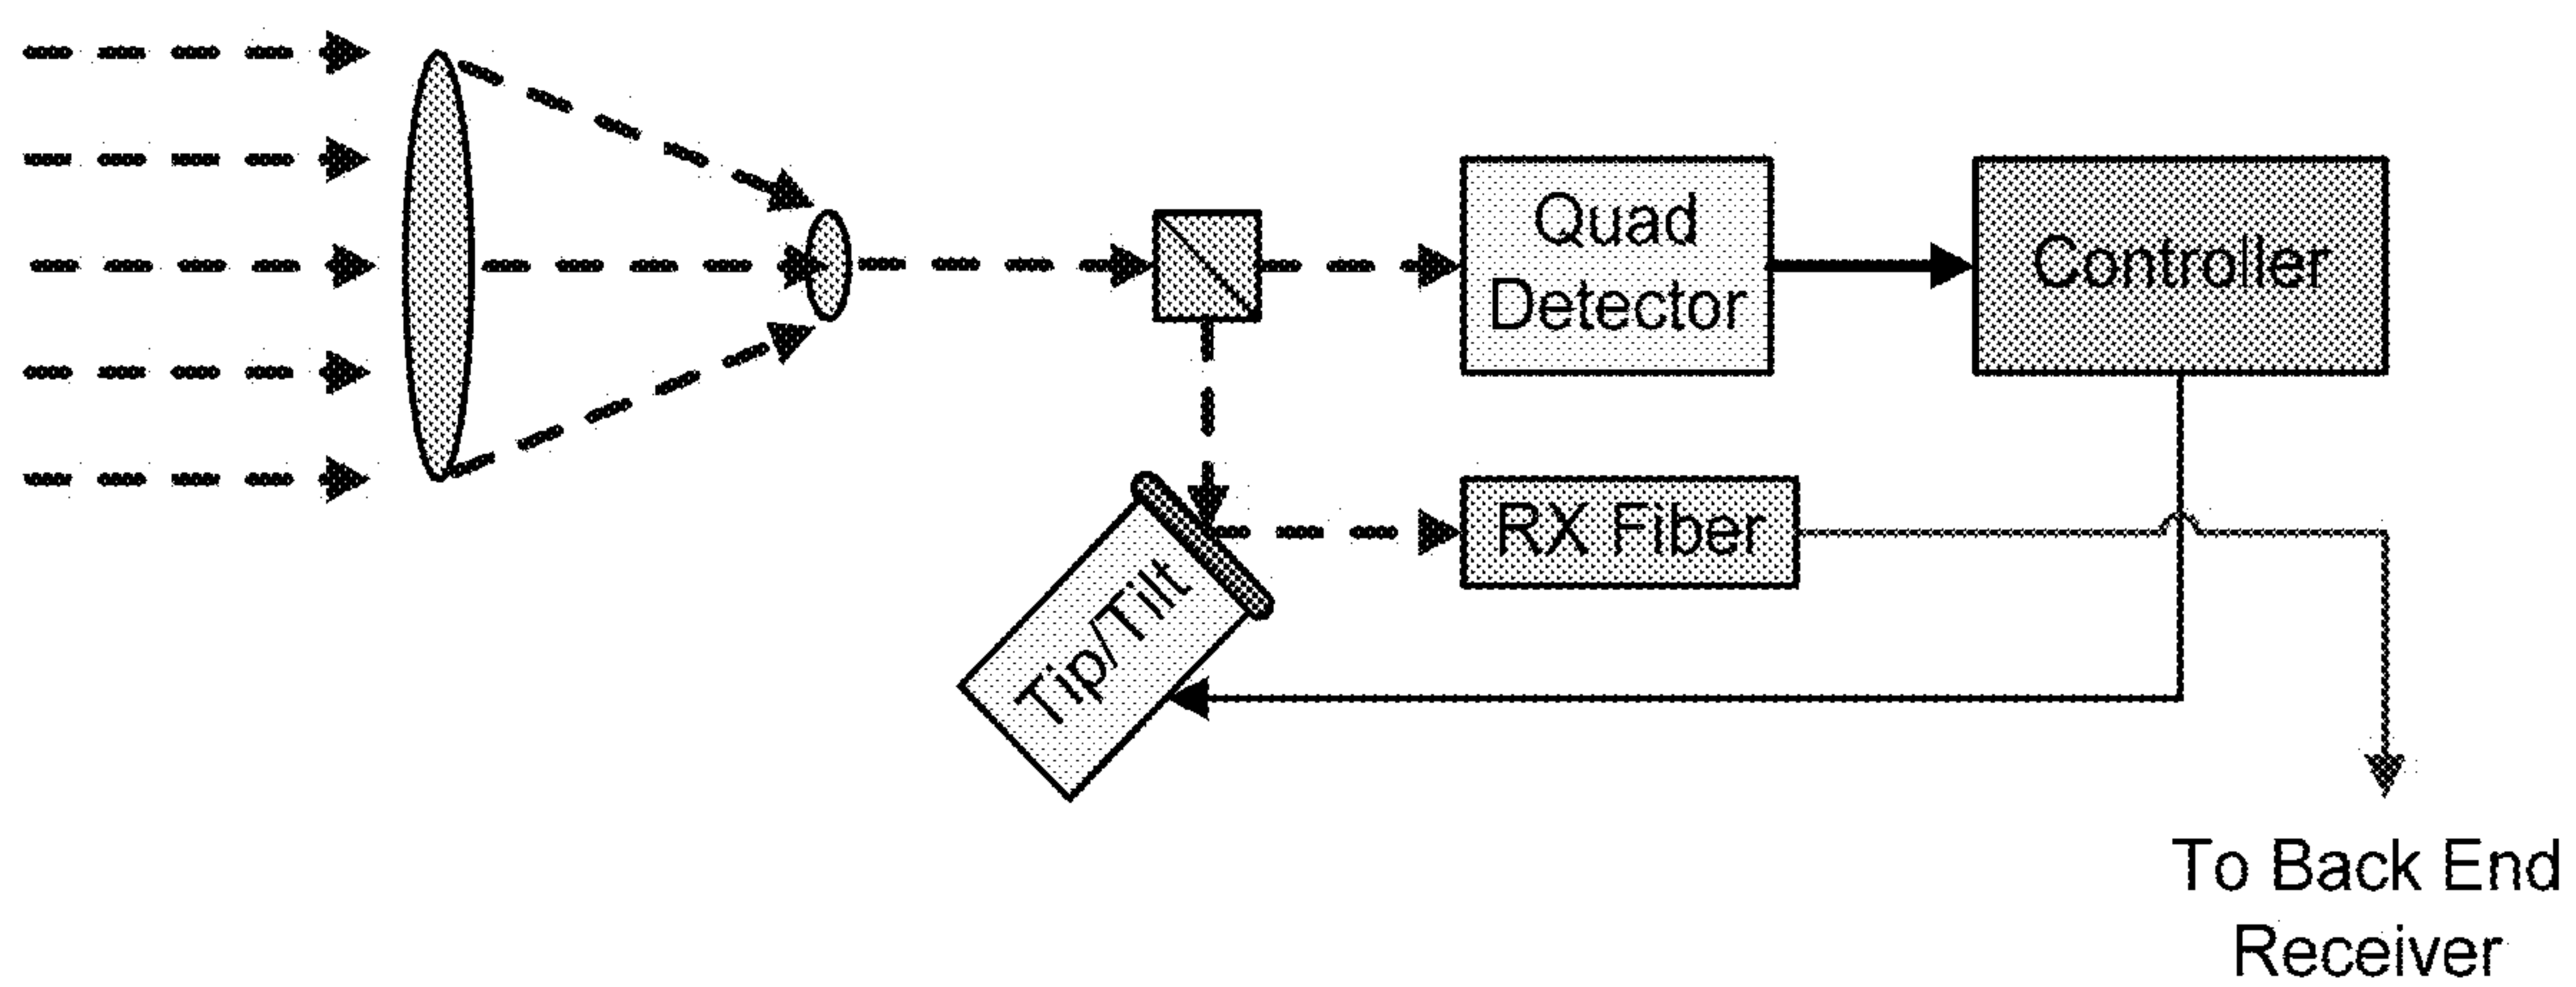 Quad
Detector
Controller
RX Fiber
Tip/Tilt
To Back End
Receiver